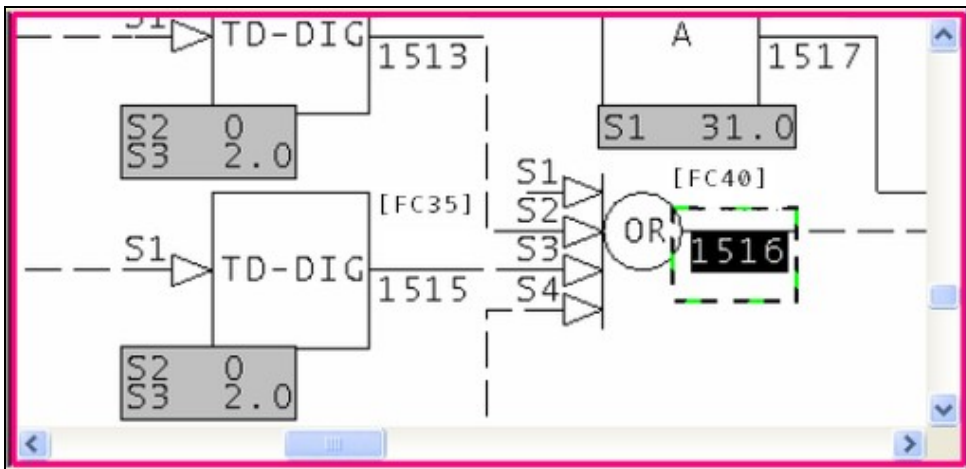 S1
TD-DIG
1513
S2 0
S3 2.0
A
1517
S1 31.0
[FC35]
S1
TD-DIG
1515
S2 0
S3 2.0
S1
S2
S3
S4
OR
[FC40]
1516